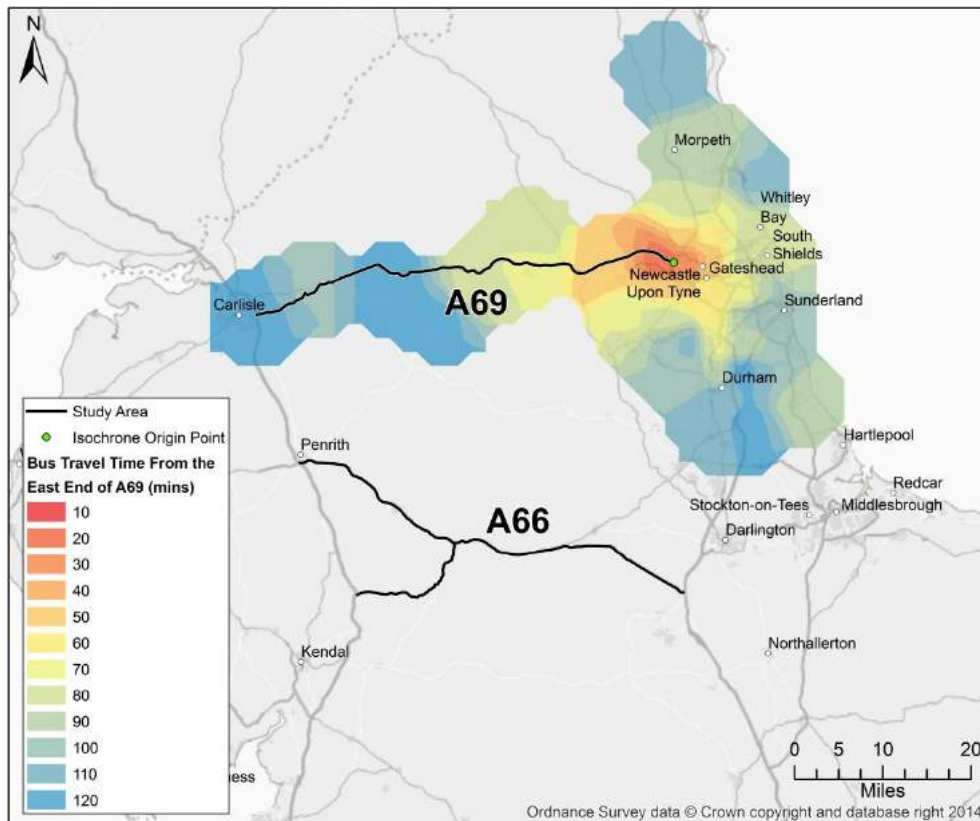 N
Morpeth
Whitley
Bay
South
Shields
Gateshead
Newcastle
Upon Tyne
Sunderland
Carlisle
A69
Durham
Hartlepool
Study Area
Isochrone Origin Point
Bus Travel Time From the
East End of A69 (mins)
10
20
30
40
50
60
70
80
90
100
110
120
Penrith
A66
Redcar
Stockton-on-Tees
Middlesbrough
Darlington
Kendal
Northallerton
ness
0 5 10 20
Miles
Ordnance Survey data © Crown copyright and database right 2014